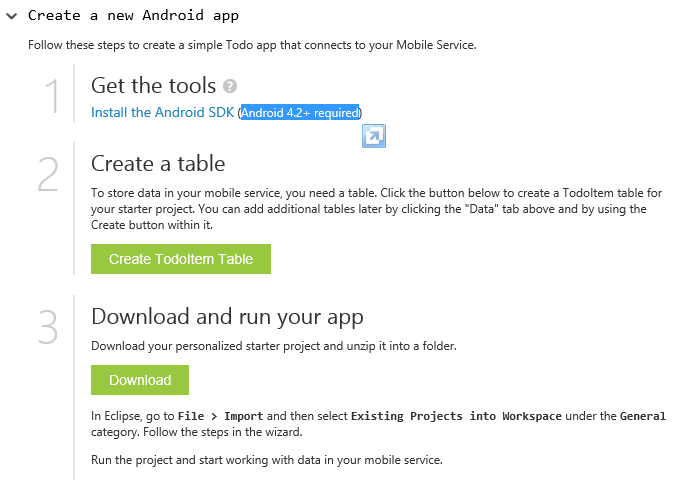 Create a new Android app
Follow these steps to create a simple Todo app that connects to your Mobile Service.
1
Get the tools ?
Install the Android SDK (Android 4.2+ required)
2
Create a table
To store data in your mobile service, you need a table. Click the button below to create a TodoItem table for
your starter project. You can add additional tables later by clicking the "Data" tab above and by using the
Create button within it.
Create TodoItem Table
3
Download and run your app
Download your personalized starter project and unzip it into a folder.
Download
In Eclipse, go to File > Import and then select Existing Projects into Workspace under the General
category. Follow the steps in the wizard.
Run the project and start working with data in your mobile service.